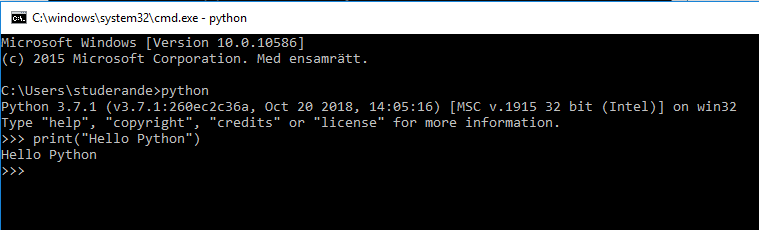 C:\windows\system32\cmd.exe - python
Microsoft Windows [Version 10.0.10586]
(c) 2015 Microsoft Corporation. Med ensamrätt.
C:\Users\studerande>python
Python 3.7.1 (v3.7.1:260ec2c36a, Oct 20 2018, 14:05:16) [MSC v.1915 32 bit (Intel)] on win32
Type "help", "copyright", "credits" or "license" for more information.
>>> print("Hello Python")
Hello Python
>>>